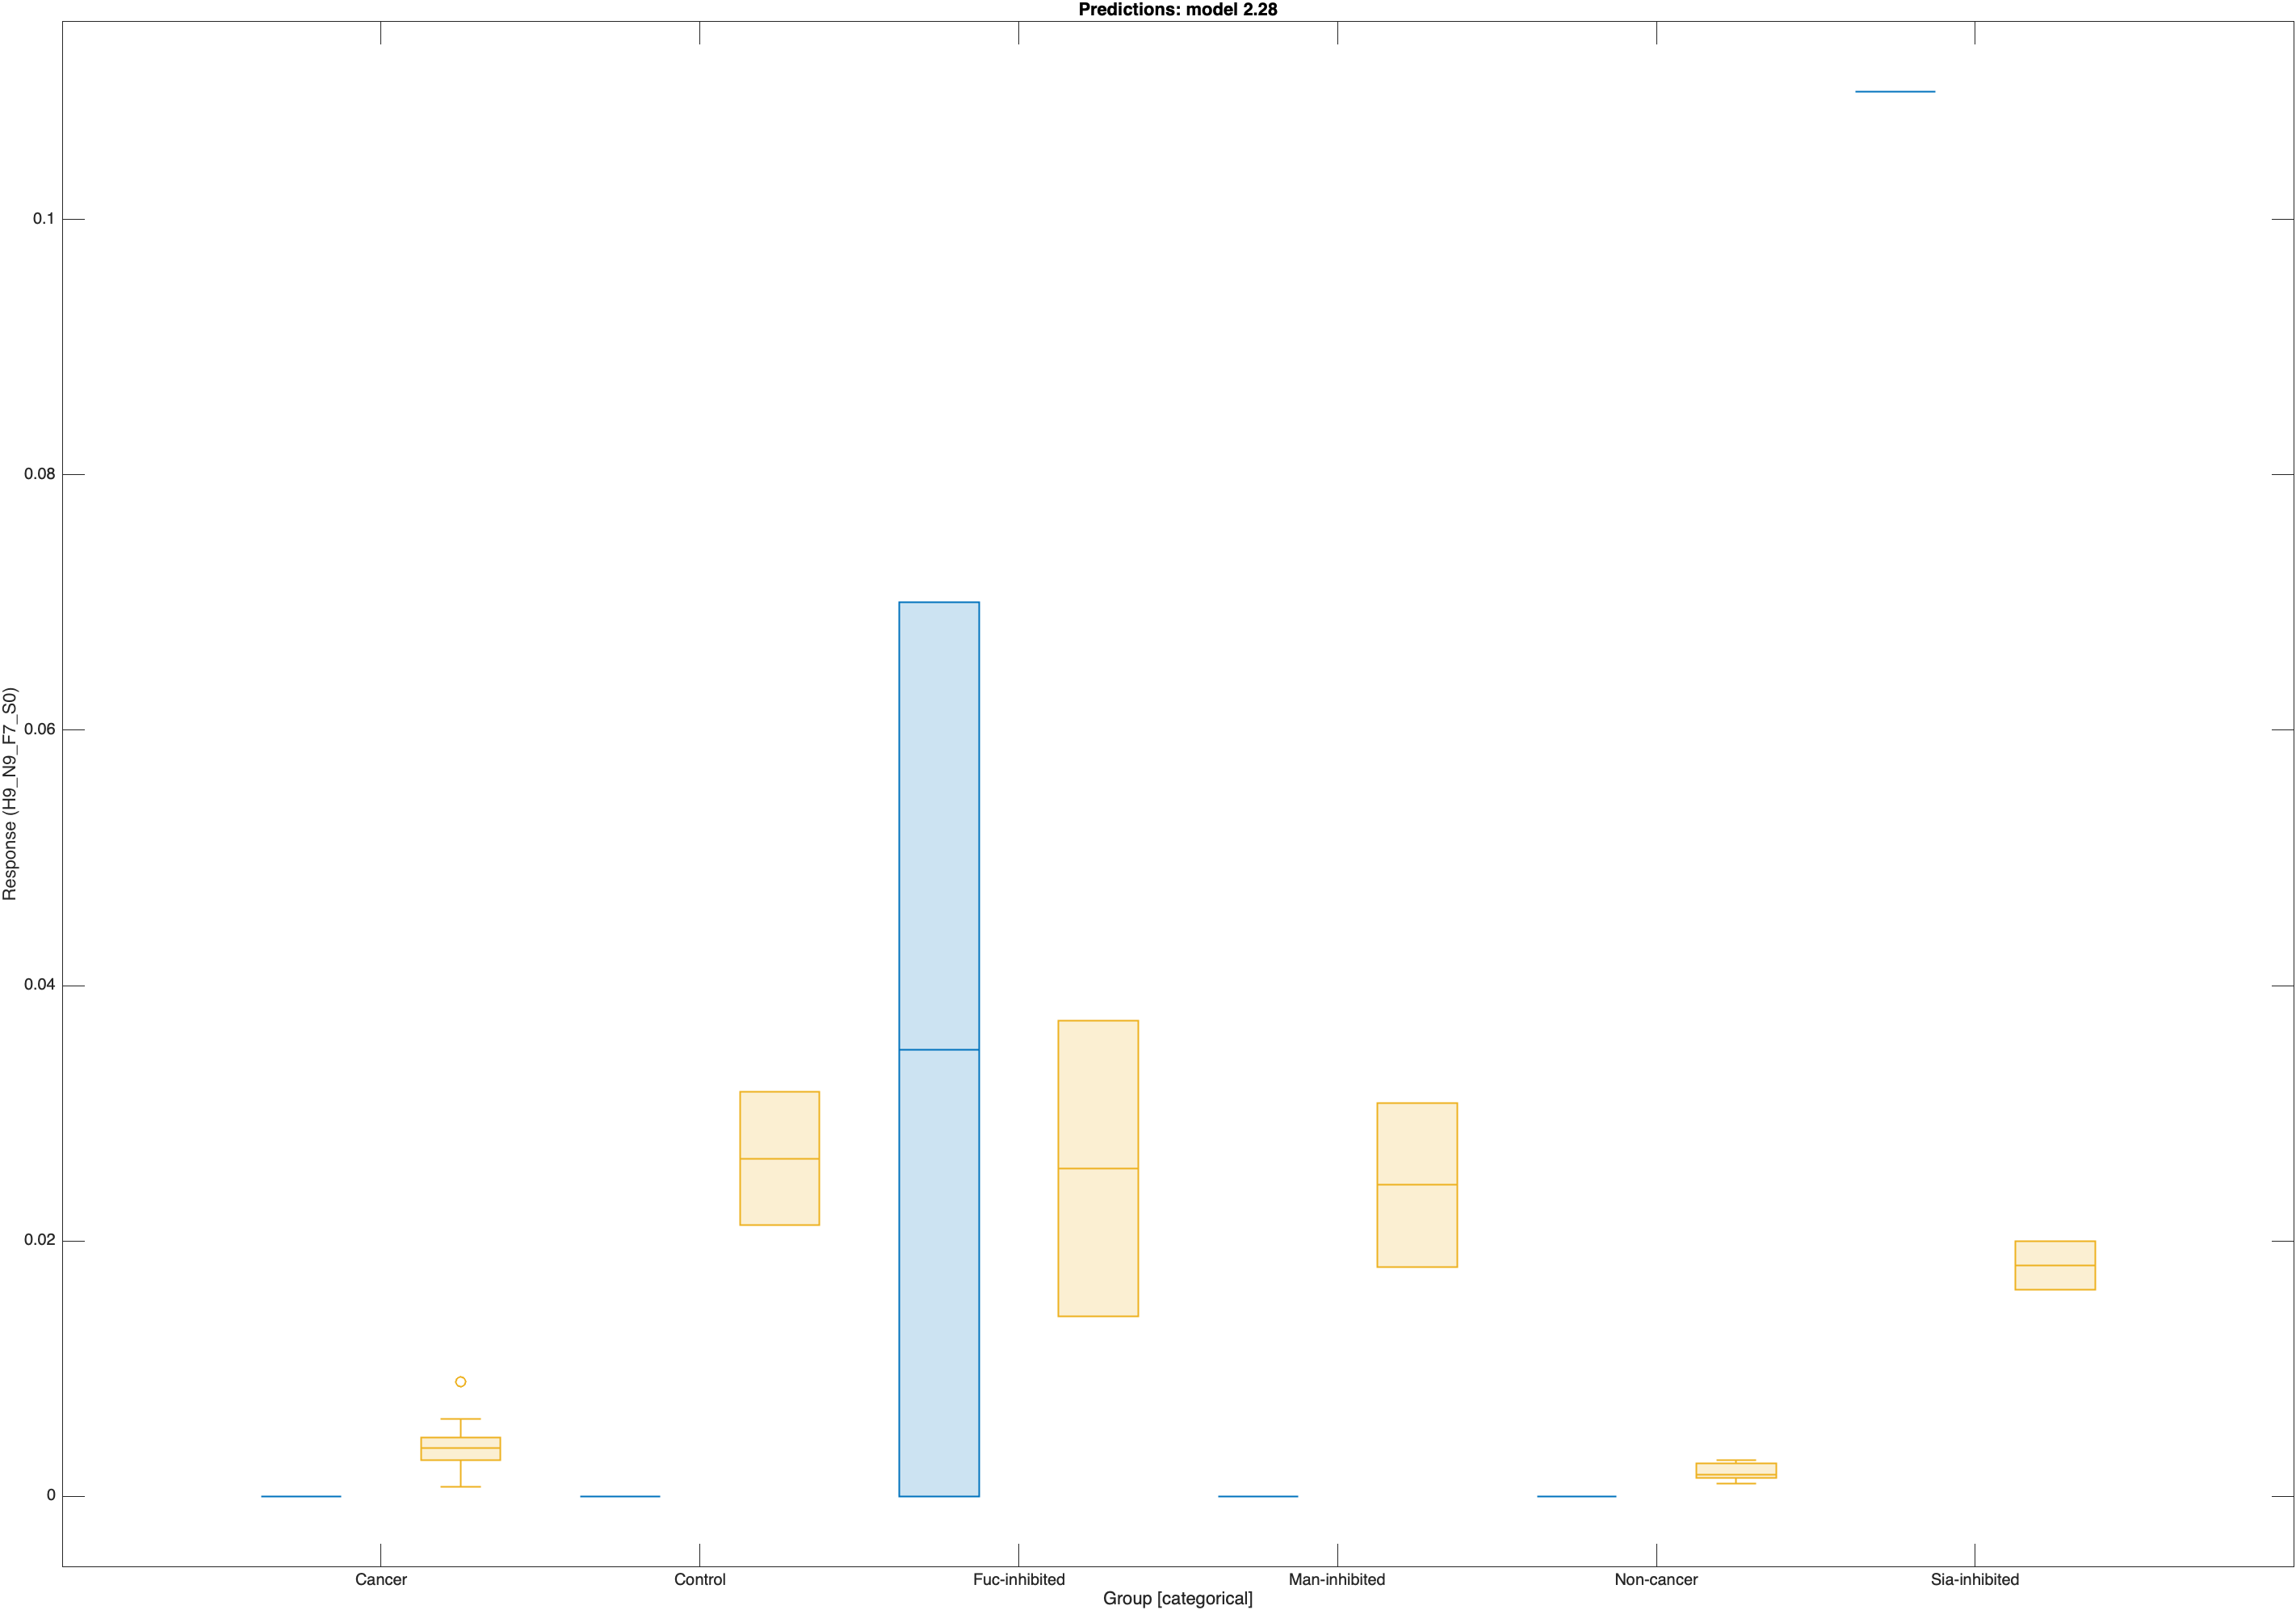 Predictions: model 2.28
0.1
0.08
0.06
0.04
0.02
0
Response (H9_N9_F7_S0)
Cancer Control Fuc-inhibited Man-inhibited Non-cancer Sia-inhibited
Group [categorical]